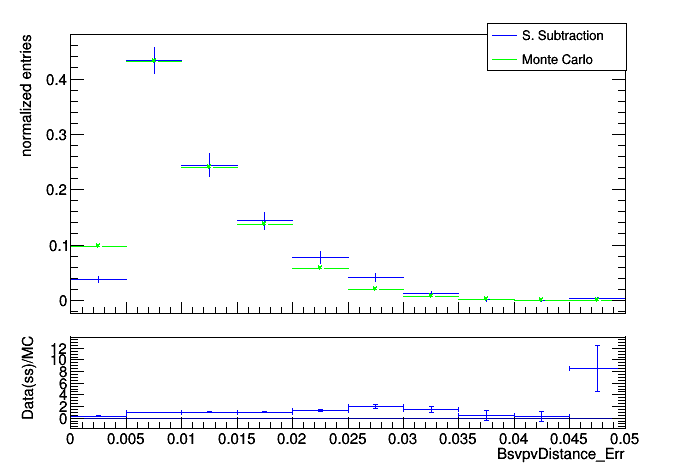 S. Subtraction
Monte Carlo
normalized entries
0.4
0.3
0.2
0.1
0
Data(ss)/MC
12
10
8
6
4
2
0
0 0.005 0.01 0.015 0.02 0.025 0.03 0.035 0.04 0.045 0.05
BsvpvDistance_Err